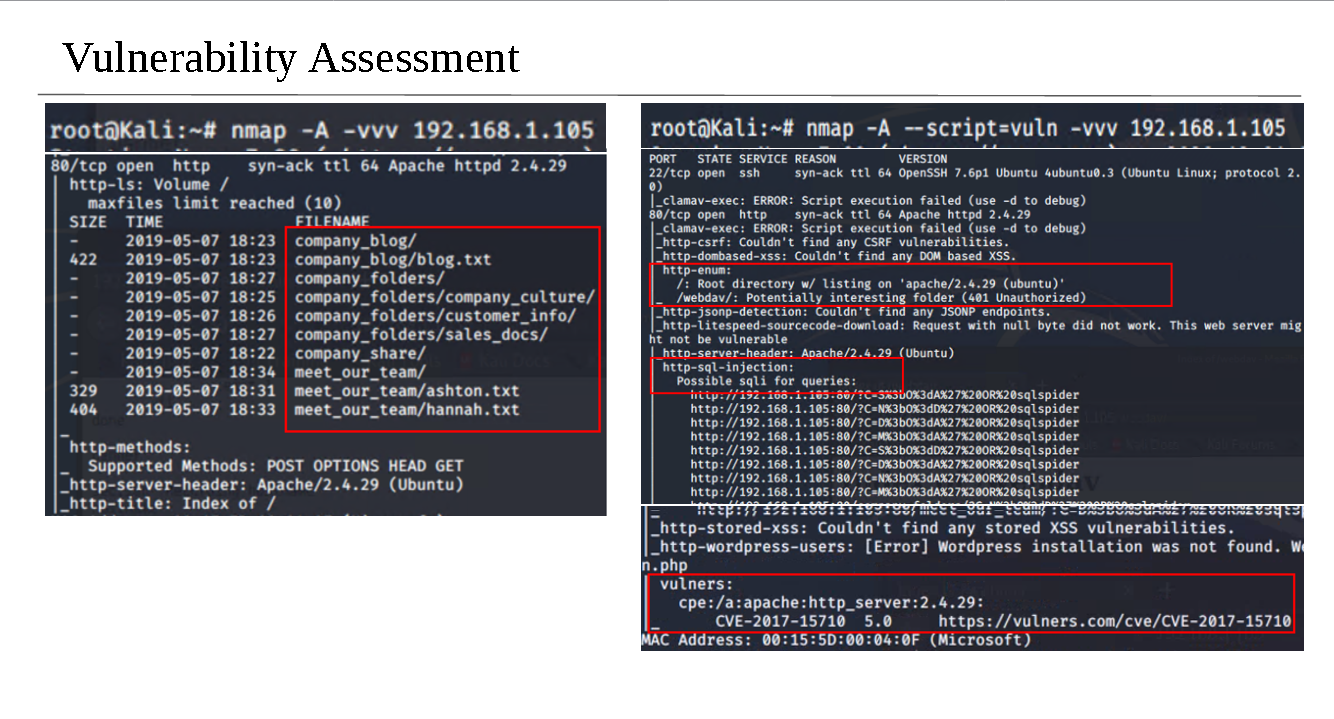 Vulnerability Assessment
root@Kali:~# nmap -A -vvv 192.168.1.105
80/tcp open  http    syn-ack ttl 64 Apache httpd 2.4.29
| http-ls: Volume /
|   maxfiles limit reached (10)
| SIZE  TIME              FILENAME
| -     2019-05-07 18:23  company_blog/
| 422   2019-05-07 18:23  company_blog/blog.txt
| -     2019-05-07 18:27  company_folders/
| -     2019-05-07 18:25  company_folders/company_culture/
| -     2019-05-07 18:26  company_folders/customer_info/
| -     2019-05-07 18:27  company_folders/sales_docs/
| -     2019-05-07 18:22  company_share/
| -     2019-05-07 18:34  meet_our_team/
| 329   2019-05-07 18:31  meet_our_team/ashton.txt
| 404   2019-05-07 18:33  meet_our_team/hannah.txt
|_
| http-methods:
|_  Supported Methods: POST OPTIONS HEAD GET
|_http-server-header: Apache/2.4.29 (Ubuntu)
|_http-title: Index of /
root@Kali:~# nmap -A --script=vuln -vvv 192.168.1.105
PORT   STATE SERVICE REASON         VERSION
22/tcp open  ssh     syn-ack ttl 64 OpenSSH 7.6p1 Ubuntu 4ubuntu0.3 (Ubuntu Linux; protocol 2.
0)
|_clamav-exec: ERROR: Script execution failed (use -d to debug)
80/tcp open  http    syn-ack ttl 64 Apache httpd 2.4.29
|_clamav-exec: ERROR: Script execution failed (use -d to debug)
|_http-csrf: Couldn't find any CSRF vulnerabilities.
|_http-dombased-xss: Couldn't find any DOM based XSS.
| http-enum:
|   /: Root directory w/ listing on 'apache/2.4.29 (ubuntu)'
|_  /webdav/: Potentially interesting folder (401 Unauthorized)
|_http-jsonp-detection: Couldn't find any JSONP endpoints.
|_http-litespeed-sourcecode-download: Request with null byte did not work. This web server mig
ht not be vulnerable
|_http-server-header: Apache/2.4.29 (Ubuntu)
| http-sql-injection:
|   Possible sqli for queries:
|     http://192.168.1.105:80/?C=S%3bO%3dA%27%20OR%20sqlspider
|     http://192.168.1.105:80/?C=N%3bO%3dD%27%20OR%20sqlspider
|     http://192.168.1.105:80/?C=D%3bO%3dA%27%20OR%20sqlspider
|     http://192.168.1.105:80/?C=M%3bO%3dA%27%20OR%20sqlspider
|     http://192.168.1.105:80/?C=S%3bO%3dD%27%20OR%20sqlspider
|     http://192.168.1.105:80/?C=D%3bO%3dA%27%20OR%20sqlspider
|     http://192.168.1.105:80/?C=N%3bO%3dA%27%20OR%20sqlspider
|     http://192.168.1.105:80/?C=M%3bO%3dA%27%20OR%20sqlspider
|_http-stored-xss: Couldn't find any stored XSS vulnerabilities.
|_http-wordpress-users: [Error] Wordpress installation was not found.
n.php
| vulners:
|   cpe:/a:apache:http_server:2.4.29:
|_      CVE-2017-15710  5.0     https://vulners.com/cve/CVE-2017-15710
MAC Address: 00:15:5D:00:04:0F (Microsoft)